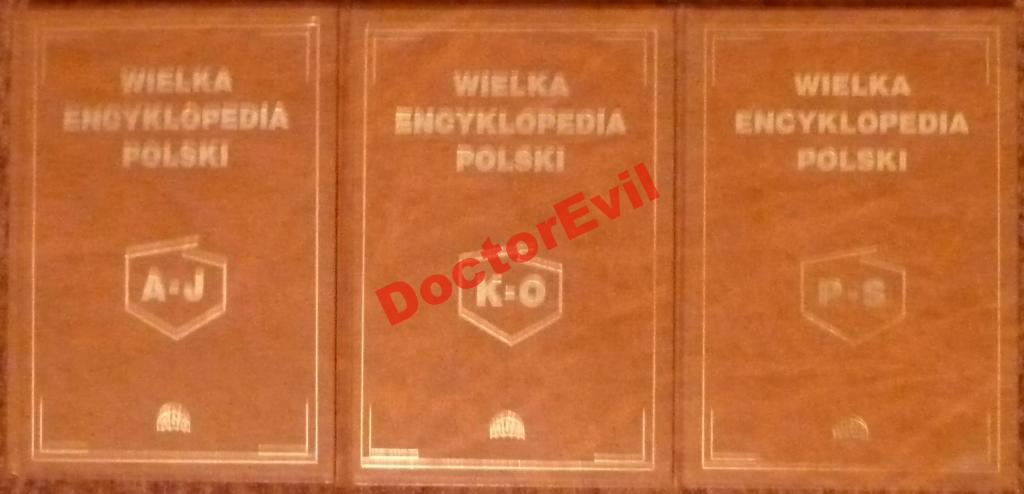 WIELKA
ENCYKLOPEDIA
POLSKI
A-J
WIELKA
ENCYKLOPEDIA
POLSKI
K-O
WIELKA
ENCYKLOPEDIA
POLSKI
P-S
DoctorEvil